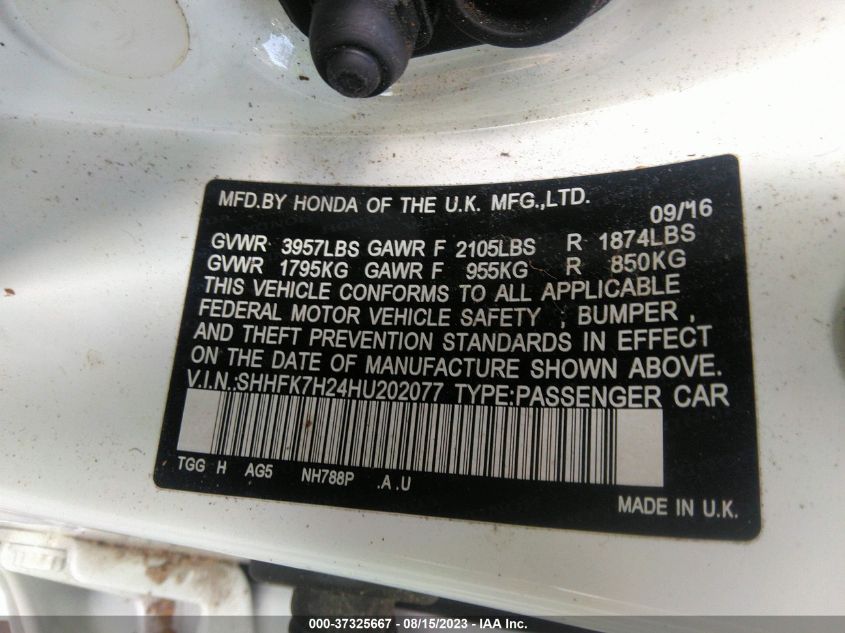 MFD.BY HONDA OF THE U.K. MFG.,LTD.
09/16
GVWR 3957LBS GAWR F 2105LBS R 1874LBS
GVWR 1795KG GAWR F 955KG R 850KG
THIS VEHICLE CONFORMS TO ALL APPLICABLE
FEDERAL MOTOR VEHICLE SAFETY , BUMPER ,
AND THEFT PREVENTION STANDARDS IN EFFECT
ON THE DATE OF MANUFACTURE SHOWN ABOVE.
V.I.N.:SHHFK7H24HU202077 TYPE:PASSENGER CAR
TGG H AG5 NH788P .A .U
MADE IN U.K.
000-37325667 - 08/15/2023 - IAA Inc.